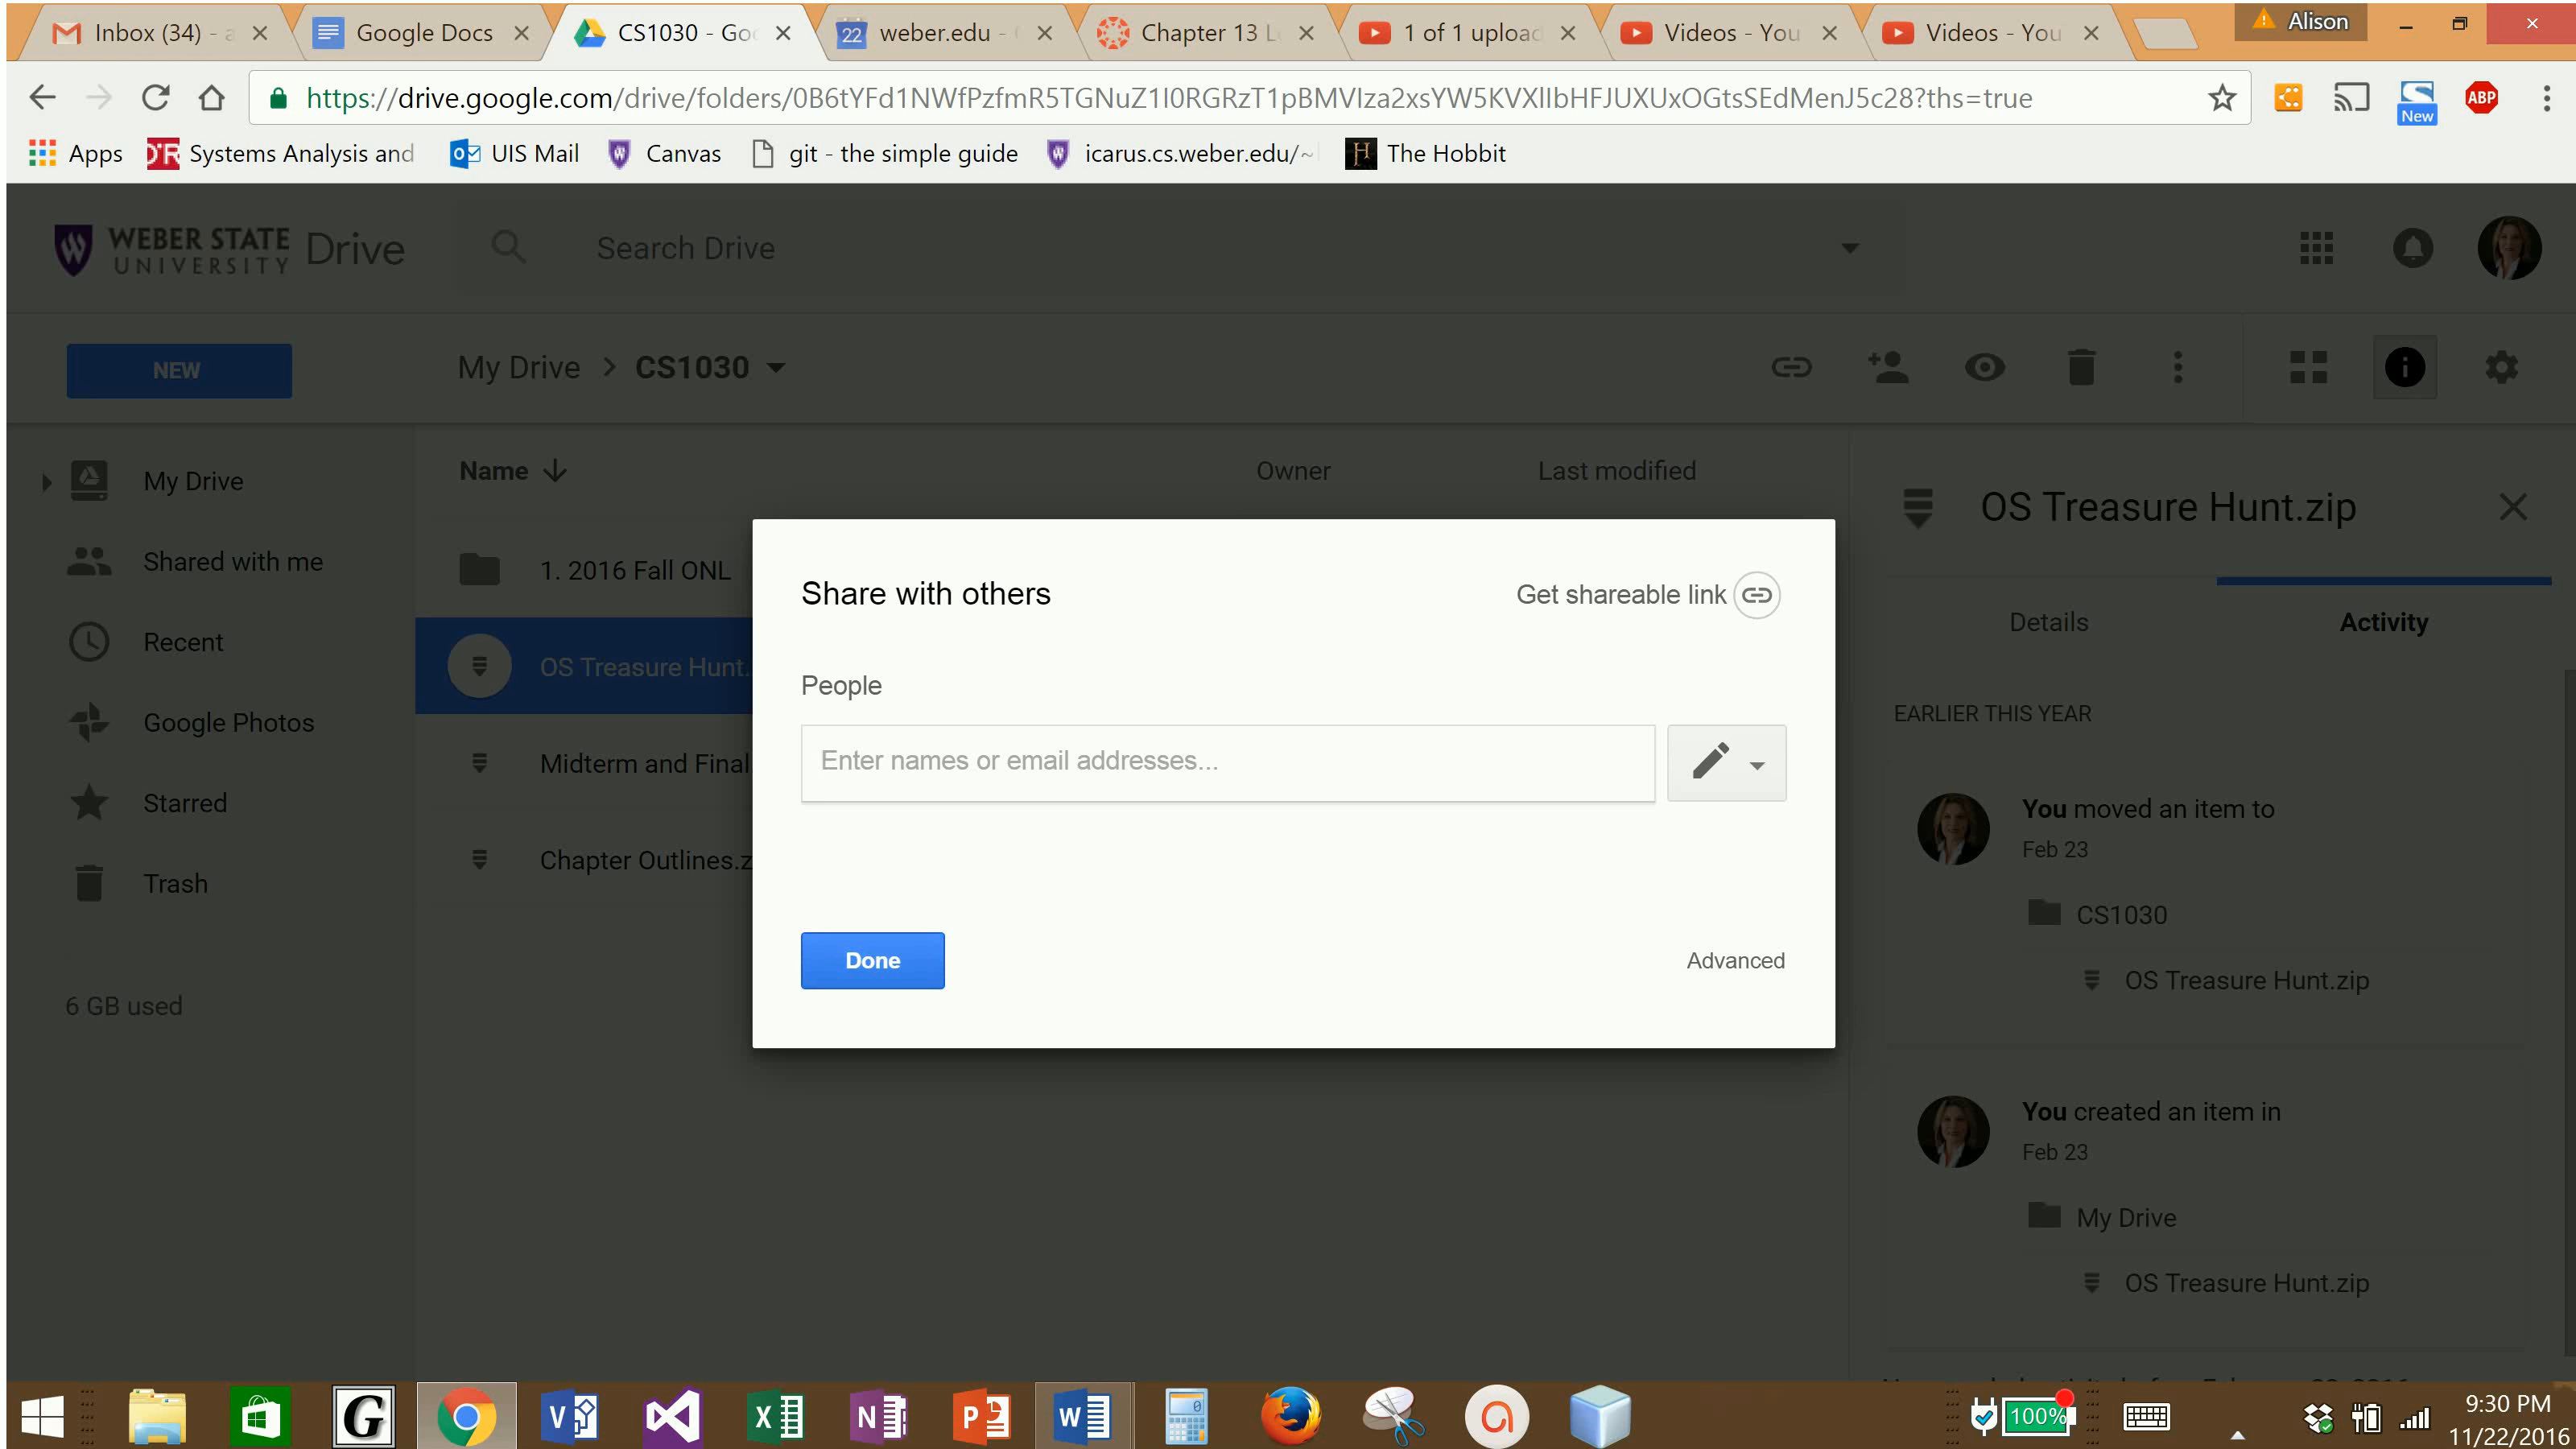 Inbox (34) - a
Google Docs
CS1030 - Goo
weber.edu -
Chapter 13 L
1 of 1 upload
Videos - You
Videos - You
Alison
https://drive.google.com/drive/folders/0B6tYFd1NWfPzfmR5TGNuZ1I0RGRzT1pBMVIza2xsYW5KVXlIbHFJUXUxOGtsSEdMenJ5c28?ths=true
New
ABP
Apps
Systems Analysis and
UIS Mail
Canvas
git - the simple guide
icarus.cs.weber.edu/~
The Hobbit
WEBER STATE
UNIVERSITY
Drive
Search Drive
NEW
My Drive > CS1030
My Drive
Shared with me
Recent
Google Photos
Starred
Trash
6 GB used
Name
Owner
Last modified
1. 2016 Fall ONL
OS Treasure Hunt.
Midterm and Final
Chapter Outlines.z
Share with others
Get shareable link
People
Enter names or email addresses...
Done
Advanced
OS Treasure Hunt.zip
Details
Activity
EARLIER THIS YEAR
You moved an item to
Feb 23
CS1030
OS Treasure Hunt.zip
You created an item in
Feb 23
My Drive
OS Treasure Hunt.zip
100%
9:30 PM
11/22/2016